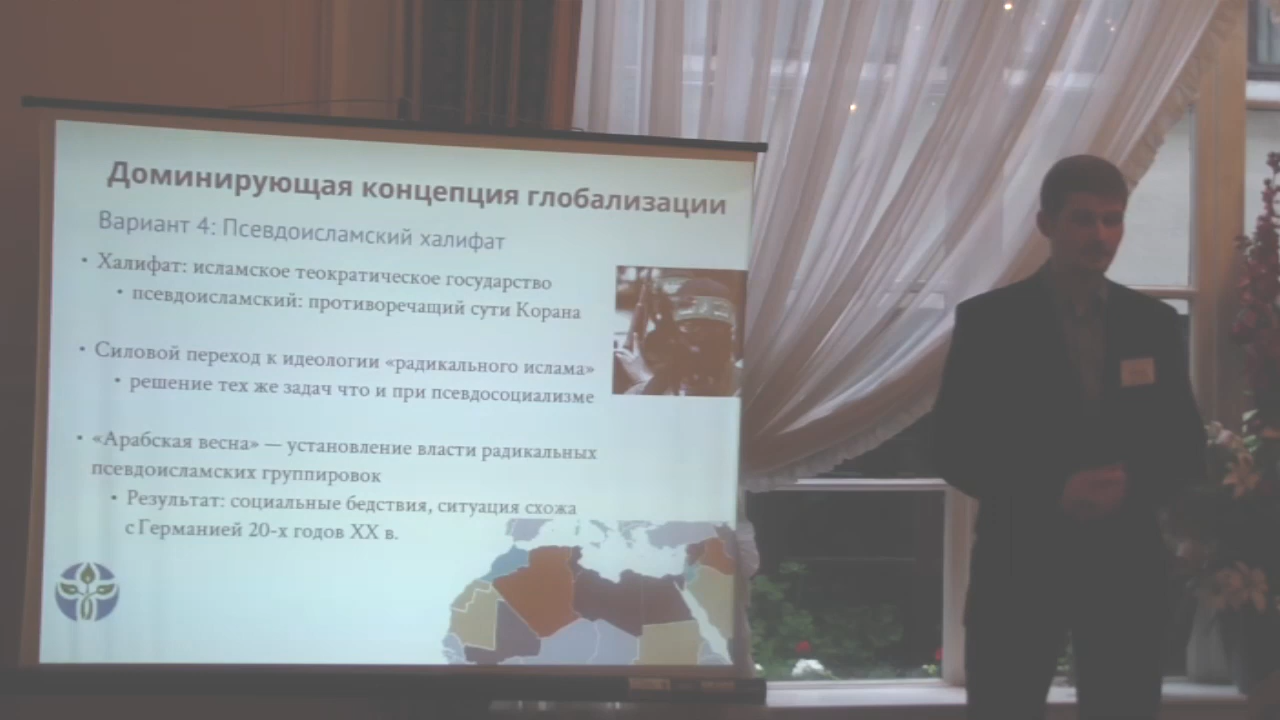 Доминирующая концепция глобализации
Вариант 4: Псевдоисламский халифат
• Халифат: исламское теократическое государство
• псевдоисламский: противоречащий сути Корана
• Силовой переход к идеологии «радикального ислама»
• решение тех же задач что и при псевдосоциализме
• «Арабская весна» — установление власти радикальных
псевдоисламских группировок
• Результат: социальные бедствия, ситуация схожа
с Германией 20-х годов XX в.